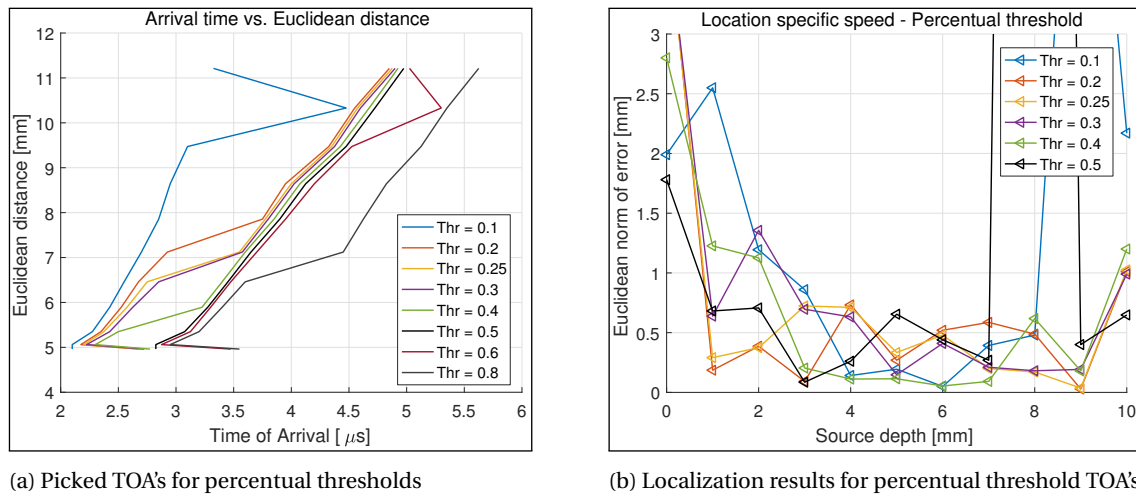 Arrival time vs. Euclidean distance
12
11
10
9
8
7
6
5
4
Euclidean distance [mm]
Thr = 0.1
Thr = 0.2
Thr = 0.25
Thr = 0.3
Thr = 0.4
Thr = 0.5
Thr = 0.6
Thr = 0.8
2 2.5 3 3.5 4 4.5 5 5.5 6
Time of Arrival [ μs]
(a) Picked TOA's for percentual thresholds
Location specific speed - Percentual threshold
3
2.5
2
1.5
1
0.5
0
Euclidean norm of error [mm]
Thr = 0.1
Thr = 0.2
Thr = 0.25
Thr = 0.3
Thr = 0.4
Thr = 0.5
0 2 4 6 8 10
Source depth [mm]
(b) Localization results for percentual threshold TOA's